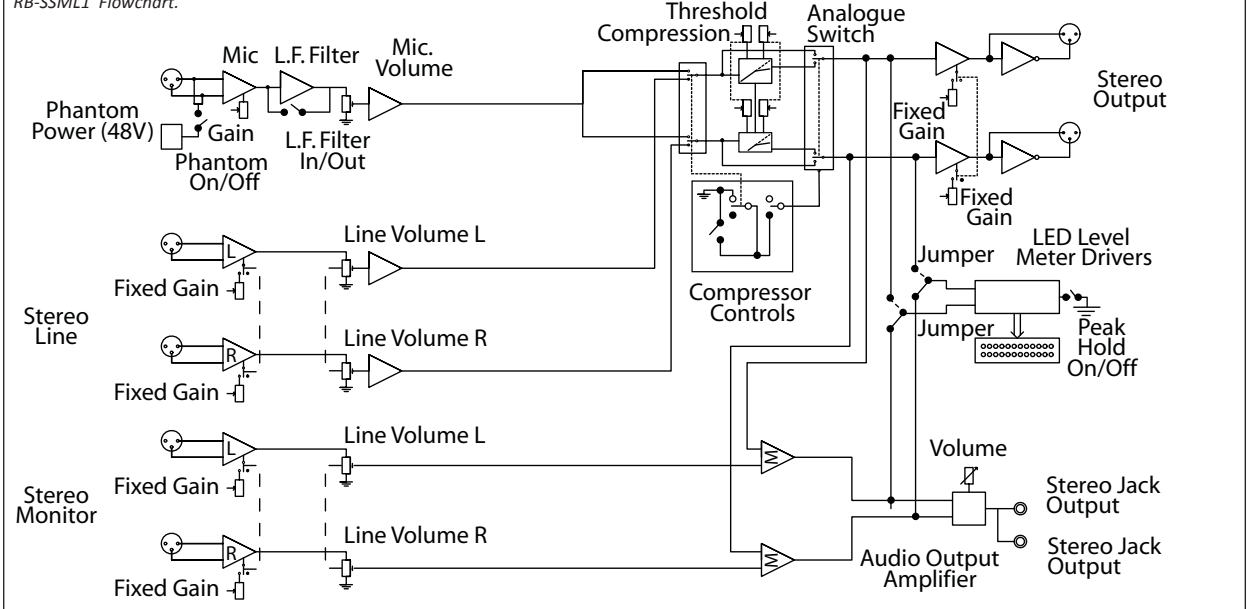 RB-SSML1 Flowchart.
Threshold
Compression
Analogue
Switch
Mic
L.F. Filter
Mic.
Volume
Stereo
Output
Phantom
Power (48V)
Gain
Phantom
On/Off
L.F. Filter
In/Out
Fixed
Gain
Fixed
Gain
Line Volume L
L
Fixed Gain
Stereo
Line
Line Volume R
R
Fixed Gain
Compressor
Controls
Jumper
LED Level
Meter Drivers
Jumper
Peak
Hold
On/Off
Line Volume L
L
Fixed Gain
Stereo
Monitor
Line Volume R
R
Fixed Gain
M
M
Volume
Stereo Jack
Output
Stereo Jack
Output
Audio Output
Amplifier